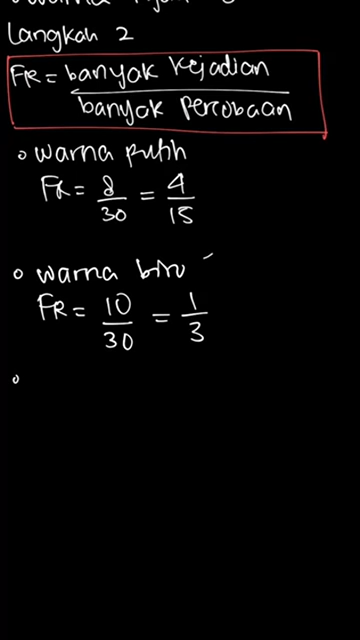 Langkah 2
FR = banyak kejadian
banyak percobaan
warna putih
FR = 8/30 = 4/15
warna biru
FR = 10/30 = 1/3